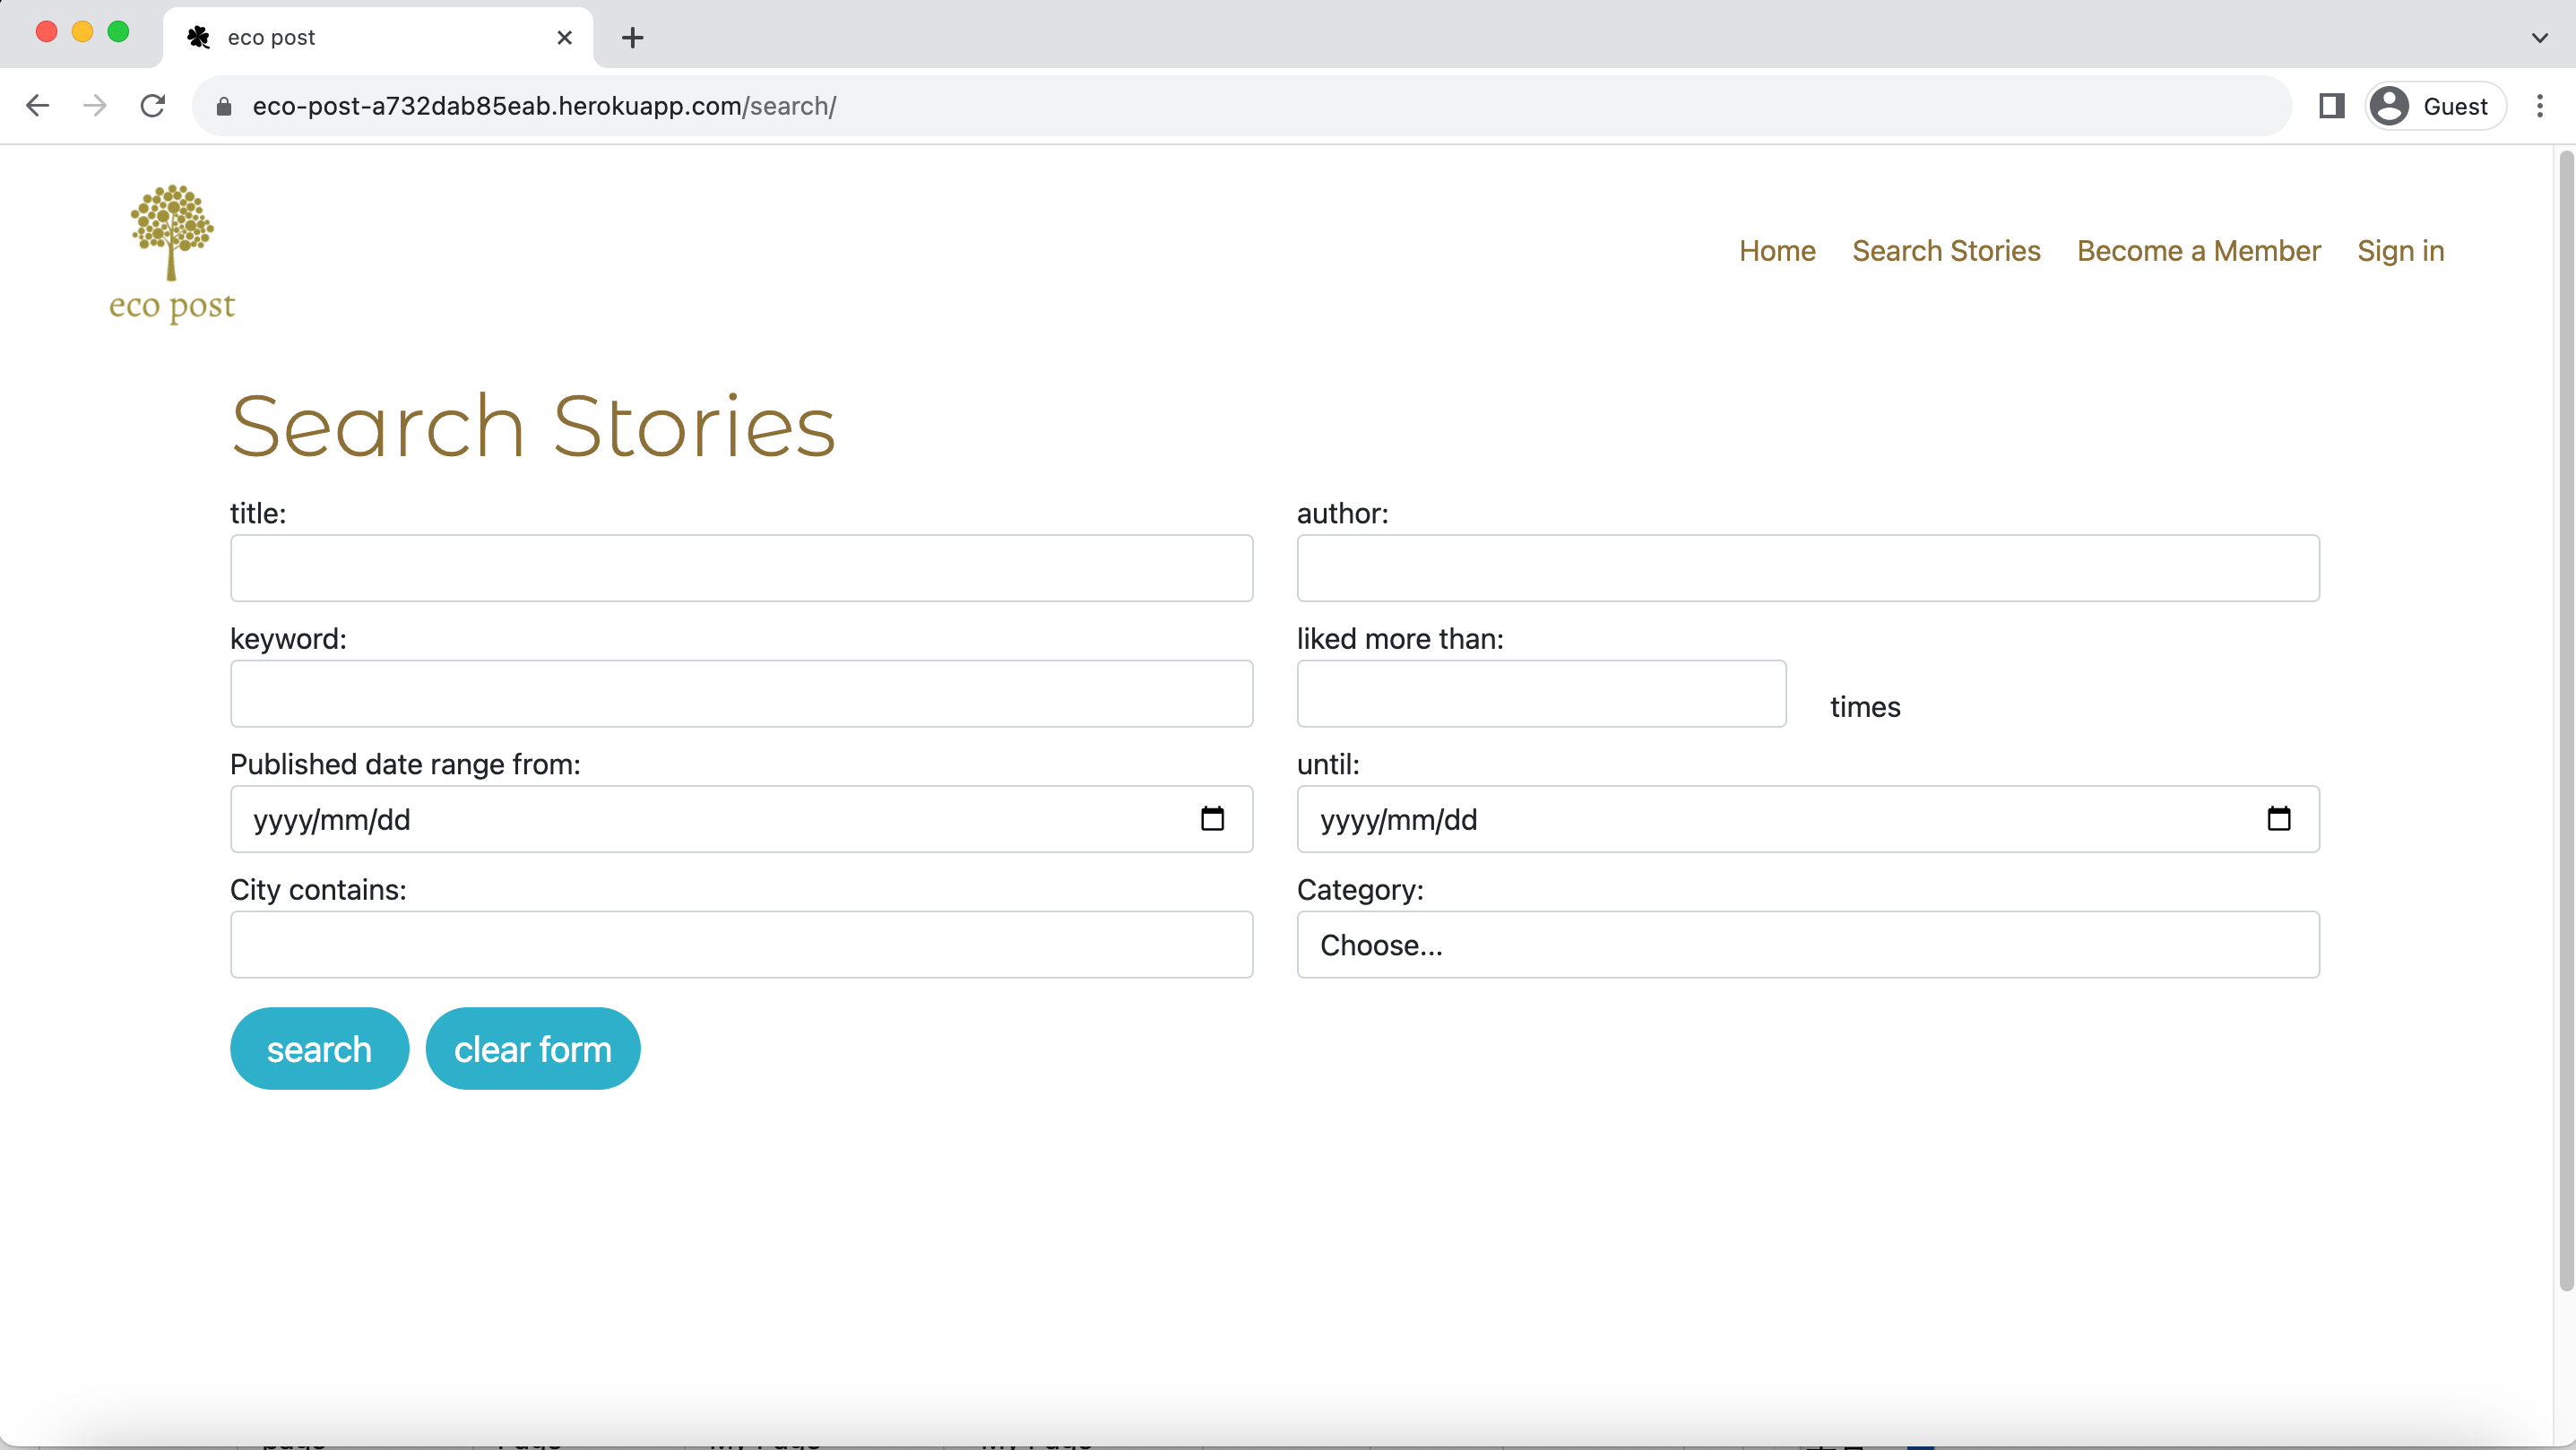 eco post
eco-post-a732dab85eab.herokuapp.com/search/
Guest
eco post
Home Search Stories Become a Member Sign in
Search Stories
title: author:
keyword: liked more than:
times
Published date range from: until:
yyyy/mm/dd yyyy/mm/dd
City contains: Category:
Choose...
search clear form